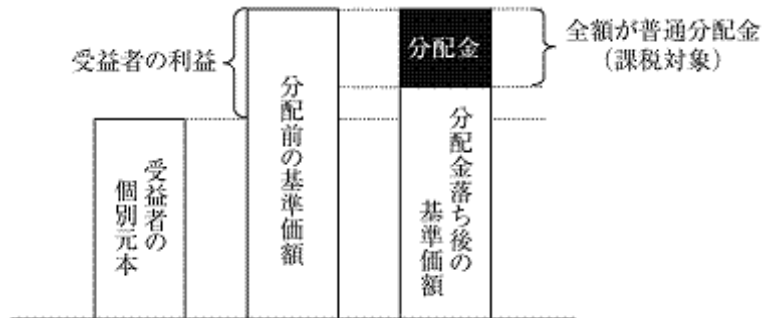 受益者の利益
分配金
全額が普通分配金
（課税対象）
受益者の
個別元本
分配前の基準価額
分配金落ち後の
基準価額